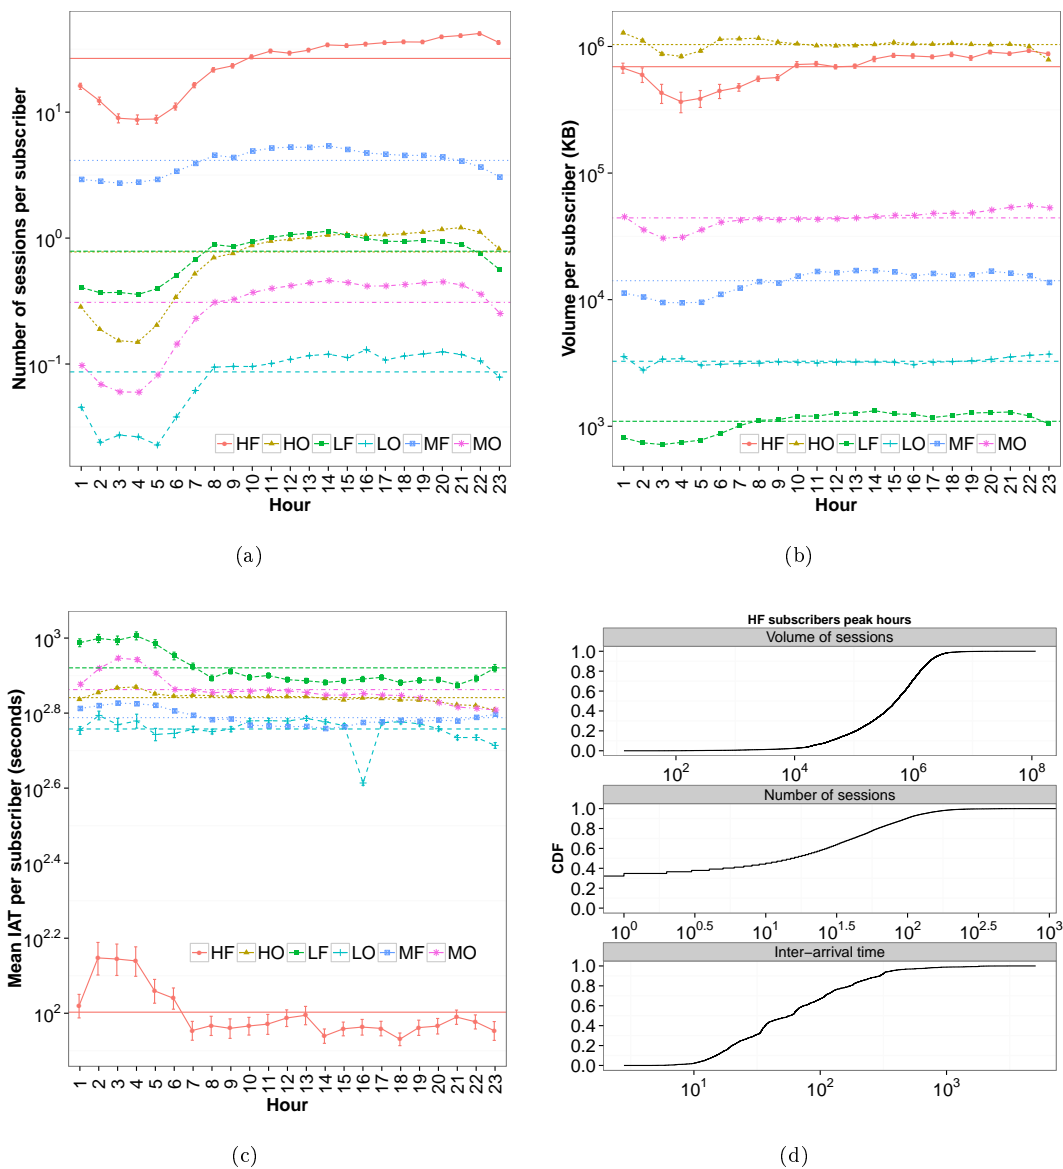 Number of sessions per subscriber
10^1
10^0
10^−1
HF HO LF LO MF MO
1 2 3 4 5 6 7 8 9 10 11 12 13 14 15 16 17 18 19 20 21 22 23
Hour
(a)
Volume per subscriber (KB)
10^6
10^5
10^4
10^3
HF HO LF LO MF MO
1 2 3 4 5 6 7 8 9 10 11 12 13 14 15 16 17 18 19 20 21 22 23
Hour
(b)
Mean IAT per subscriber (seconds)
10^3
10^2.8
10^2.6
10^2.4
10^2.2
10^2
HF HO LF LO MF MO
1 2 3 4 5 6 7 8 9 10 11 12 13 14 15 16 17 18 19 20 21 22 23
Hour
(c)
HF subscribers peak hours
Volume of sessions
1.0
0.8
0.6
0.4
0.2
0.0
10^2 10^4 10^6 10^8
Number of sessions
CDF
1.0
0.8
0.6
0.4
0.2
0.0
10^0 10^0.5 10^1 10^1.5 10^2 10^2.5 10^3
Inter−arrival time
1.0
0.8
0.6
0.4
0.2
0.0
10^1 10^2 10^3
(d)